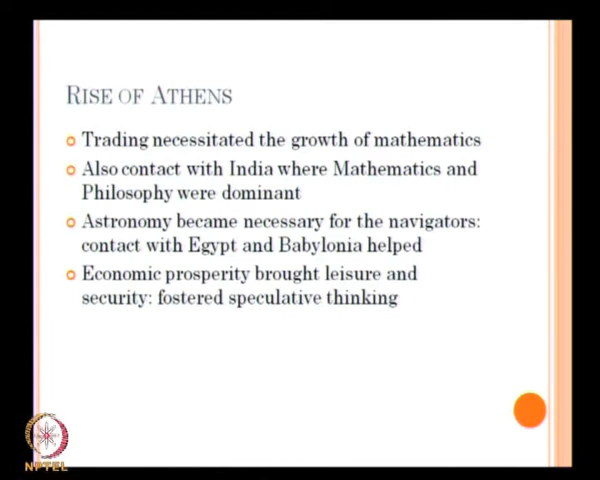 RISE OF ATHENS
Trading necessitated the growth of mathematics
Also contact with India where Mathematics and
Philosophy were dominant
Astronomy became necessary for the navigators:
contact with Egypt and Babylonia helped
Economic prosperity brought leisure and
security: fostered speculative thinking
NPTEL